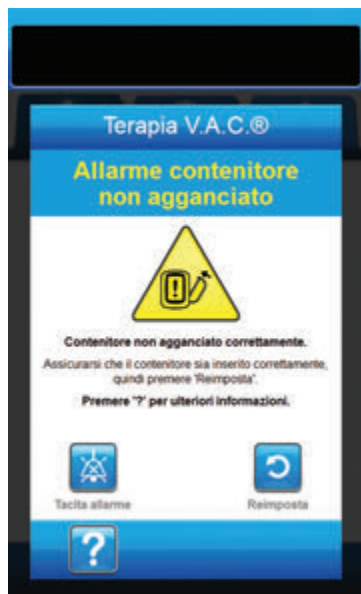 Terapia V.A.C.®
Allarme contenitore
non agganciato
Contenitore non agganciato correttamente.
Assicurarsi che il contenitore sia inserito correttamente,
quindi premere 'Reimposta'.
Premere '?' per ulteriori informazioni.
Tacita allarme
Reimposta
?